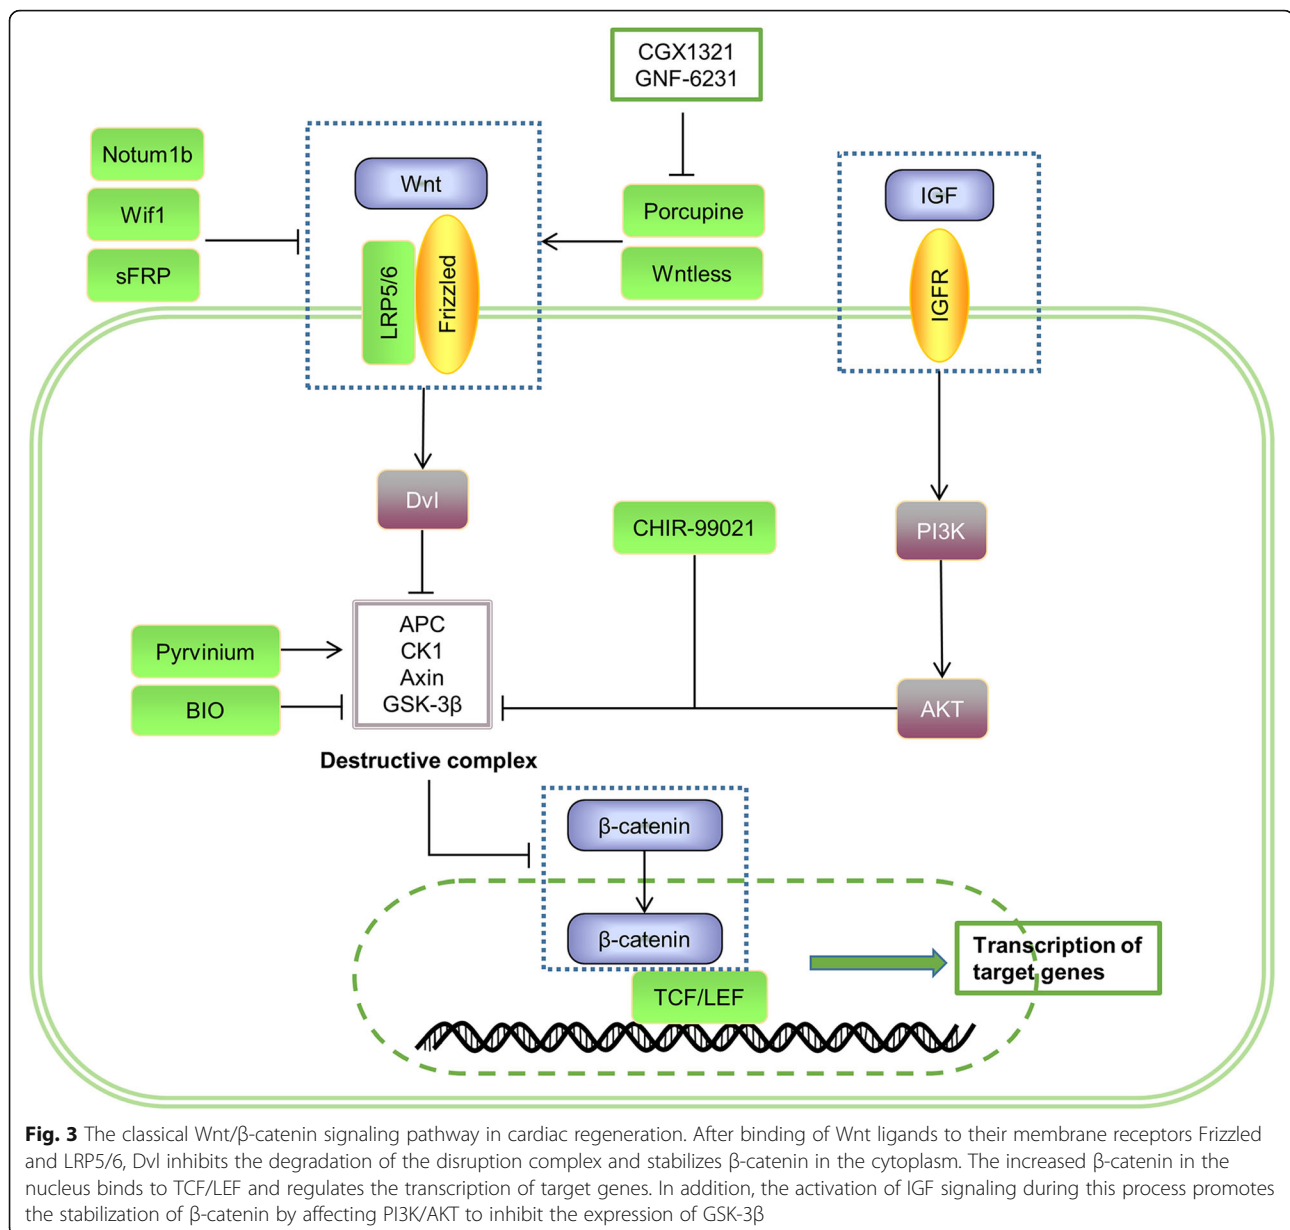 CGX1321
GNF-6231
Notum1b
Wif1
sFRP
Wnt
LRP5/6
Frizzled
Porcupine
Wntless
IGF
IGFR
Dvl
CHIR-99021
PI3K
Pyrvinium
BIO
APC
CK1
Axin
GSK-3β
AKT
Destructive complex
β-catenin
β-catenin
TCF/LEF
Transcription of
target genes
Fig. 3 The classical Wnt/β-catenin signaling pathway in cardiac regeneration. After binding of Wnt ligands to their membrane receptors Frizzled
and LRP5/6, Dvl inhibits the degradation of the disruption complex and stabilizes β-catenin in the cytoplasm. The increased β-catenin in the
nucleus binds to TCF/LEF and regulates the transcription of target genes. In addition, the activation of IGF signaling during this process promotes
the stabilization of β-catenin by affecting PI3K/AKT to inhibit the expression of GSK-3β